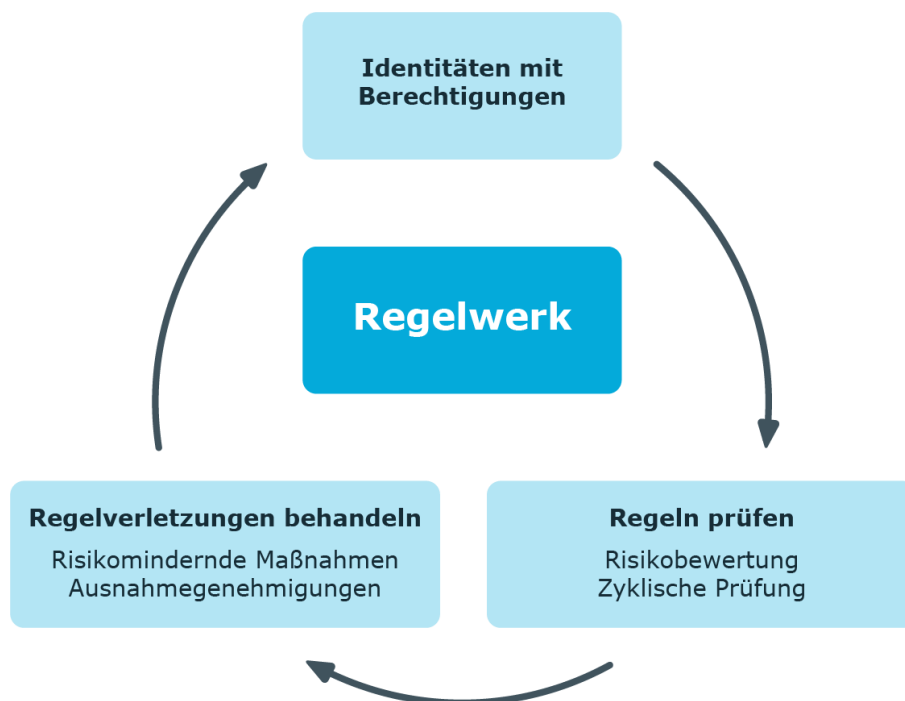 Identitäten mit
Berechtigungen
Regelwerk
Regelverletzungen behandeln
Risikomindernde Maßnahmen
Ausnahmegenehmigungen
Regeln prüfen
Risikobewertung
Zyklische Prüfung